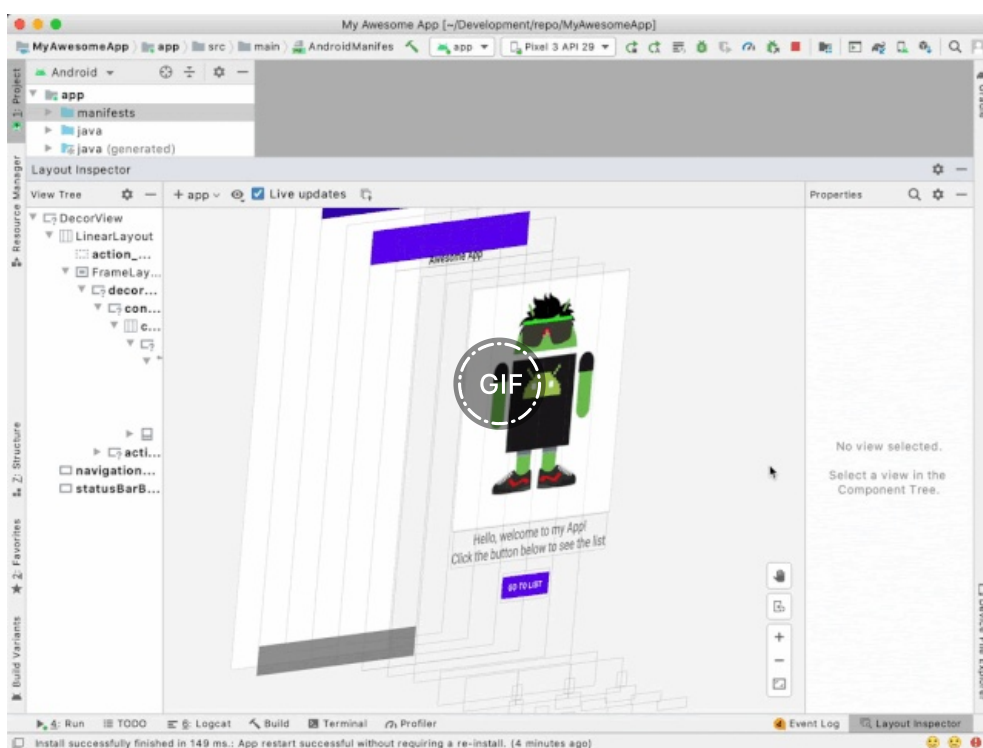 My Awesome App [~/Development/repo/MyAwesomeApp]
MyAwesomeApp app src main AndroidManifes app Pixel 3 API 29
1: Project
Android
app
manifests
java
java (generated)
Layout Inspector
Resource Manager
View Tree
app
Live updates
Properties
DecorView
LinearLayout
action_...
FrameLay...
decor...
con...
c...
acti...
navigation...
statusBarB...
Awesome App
GIF
Hello, welcome to my App!
Click the button below to see the list
GO TO LIST
No view selected.
Select a view in the
Component Tree.
Z: Structure
2: Favorites
Build Variants
4: Run TODO 6: Logcat Build Terminal Profiler Event Log Layout Inspector
Install successfully finished in 149 ms.: App restart successful without requiring a re-install. (4 minutes ago)